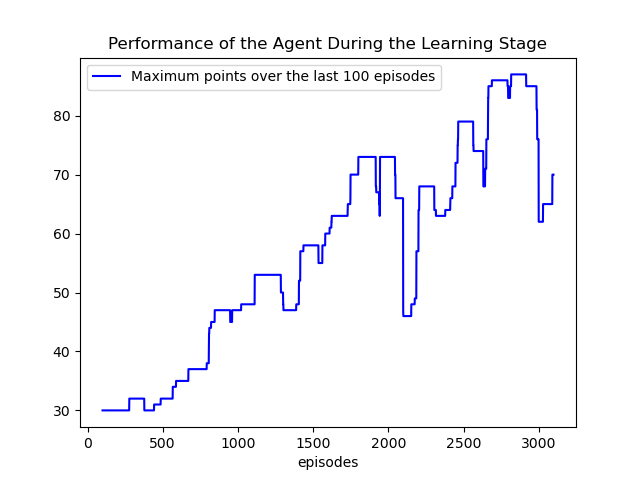 Performance of the Agent During the Learning Stage
Maximum points over the last 100 episodes
80
70
60
50
40
30
0 500 1000 1500 2000 2500 3000
episodes